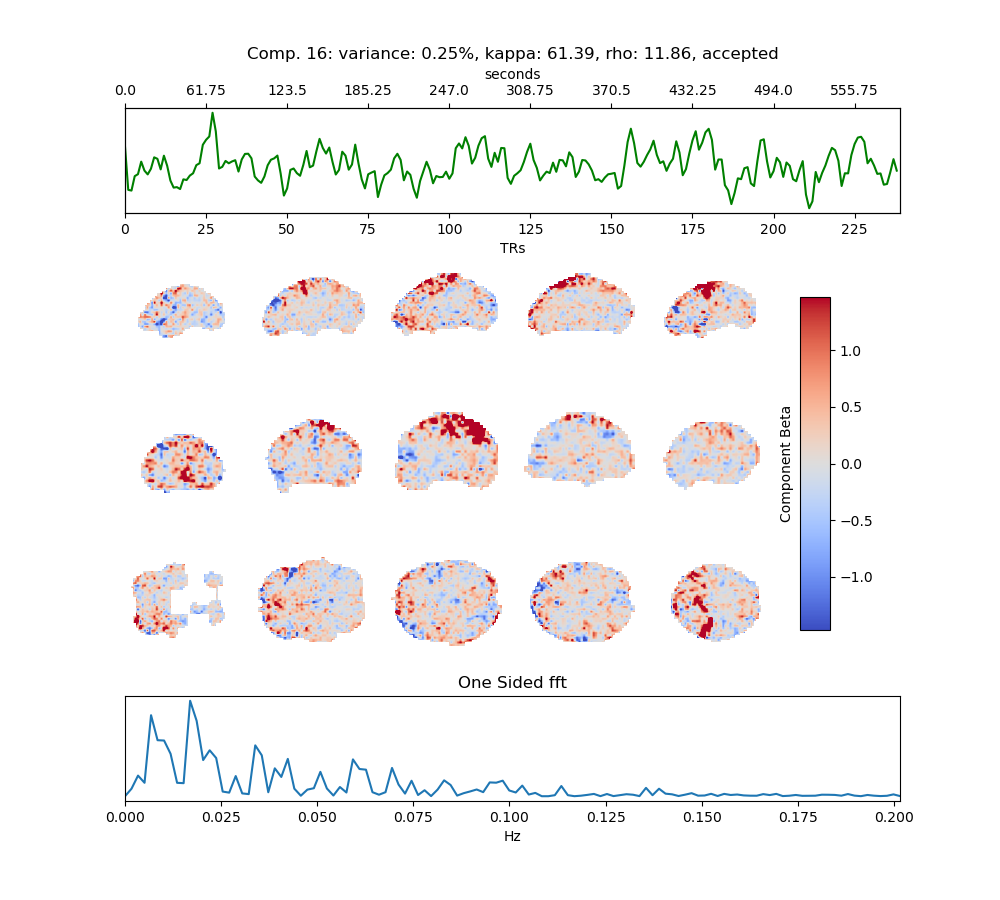 Comp. 16: variance: 0.25%, kappa: 61.39, rho: 11.86, accepted
seconds
0.0 61.75 123.5 185.25 247.0 308.75 370.5 432.25 494.0 555.75
0 25 50 75 100 125 150 175 200 225
TRs
1.0
0.5
0.0
−0.5
−1.0
Component Beta
One Sided fft
0.000 0.025 0.050 0.075 0.100 0.125 0.150 0.175 0.200
Hz